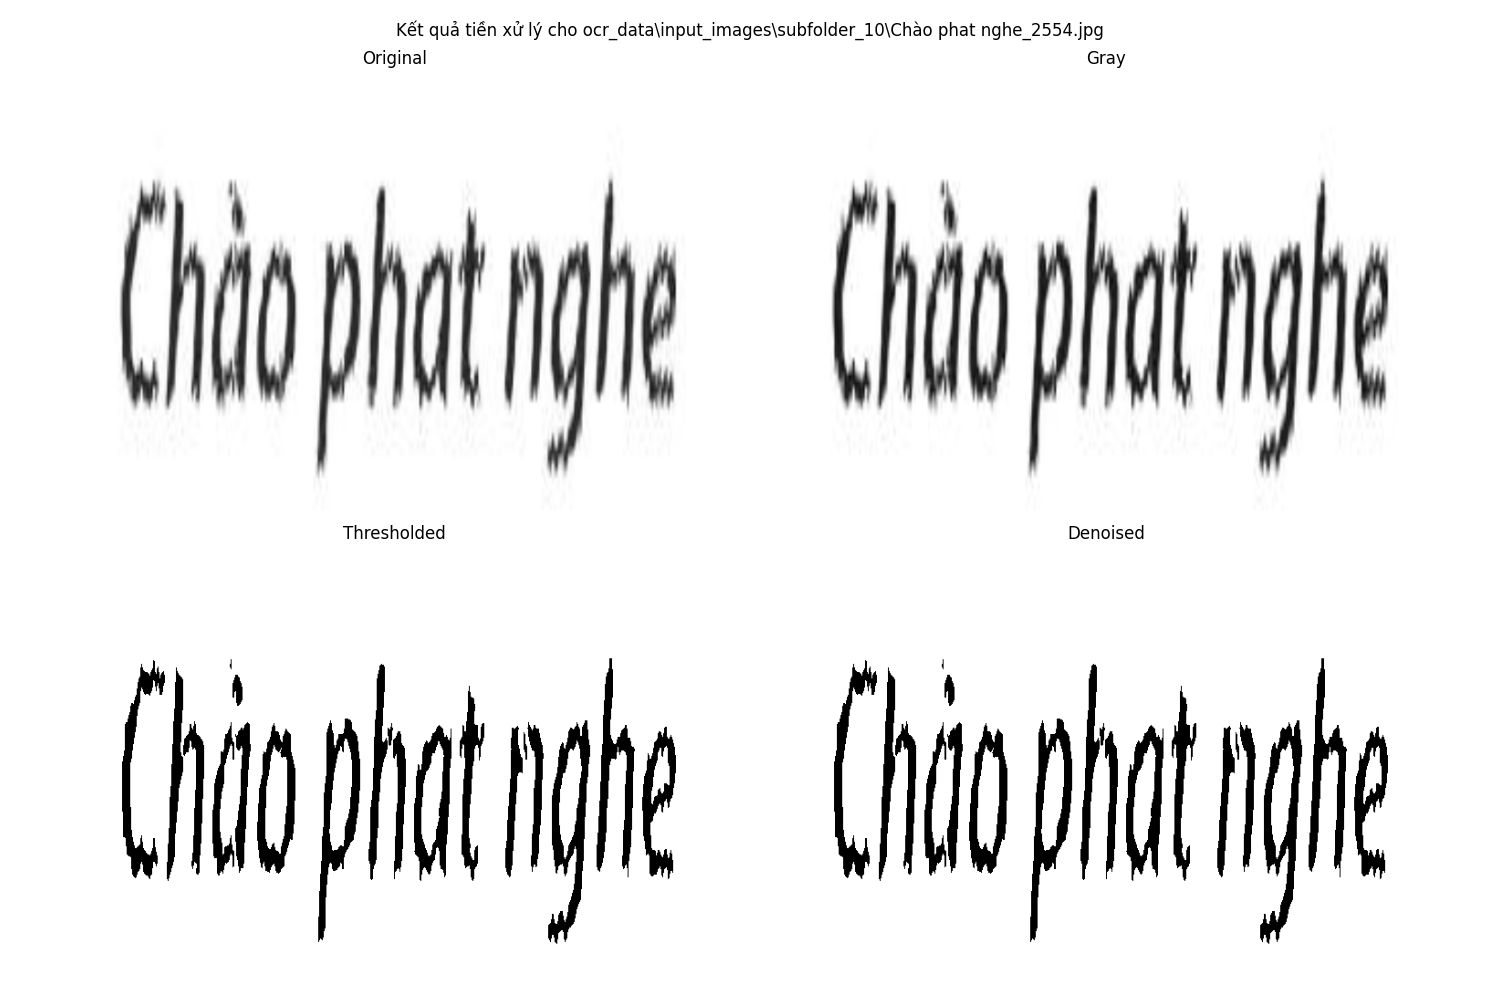 Kết quả tiền xử lý cho ocr_data\input_images\subfolder_10\Chào phat nghe_2554.jpg
Original
Gray
Chào phat nghe
Chào phat nghe
Thresholded
Denoised
Chào phat nghe
Chào phat nghe